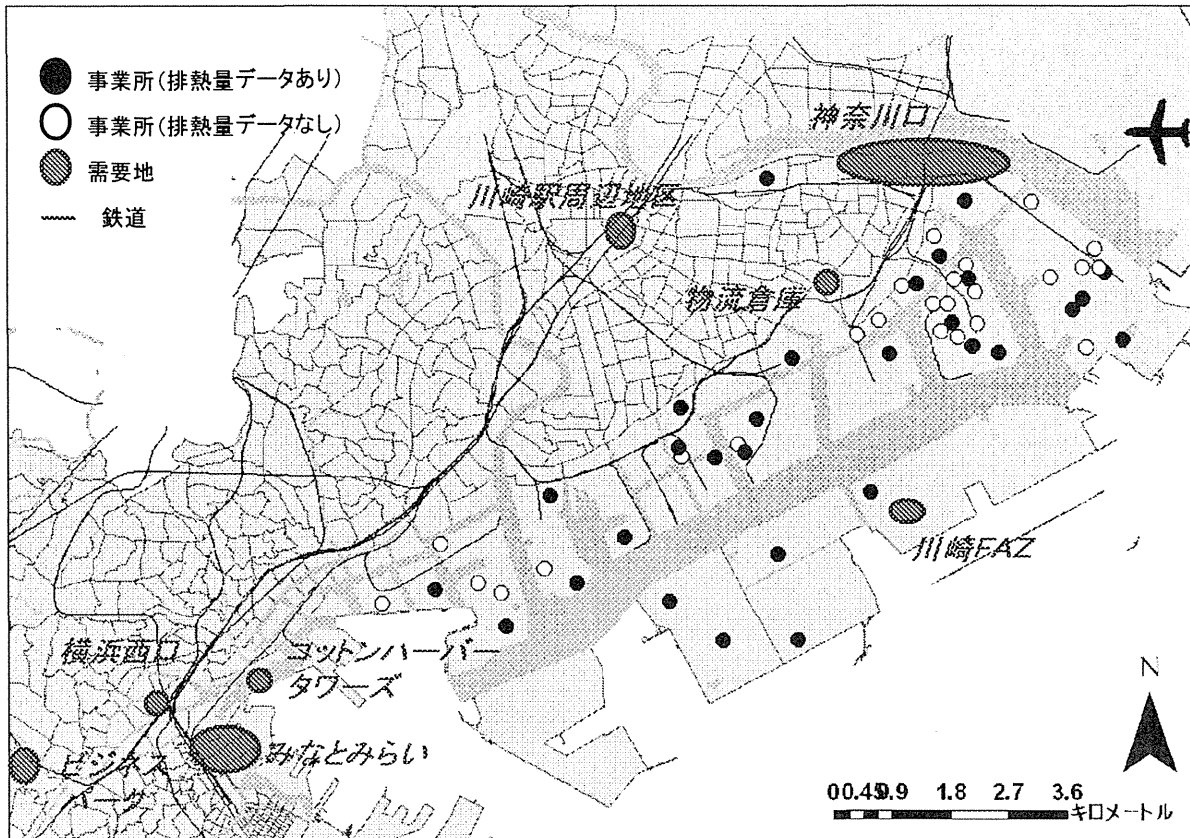 事業所(排熱量データあり)
事業所(排熱量データなし)
需要地
鉄道
神奈川口
川崎駅周辺地区
物流倉庫
川崎FAZ
横浜西口
コットンハーバー
タワーズ
みなとみらい
ビジネス
パーク
N
0 0.45 0.9 1.8 2.7 3.6
キロメートル